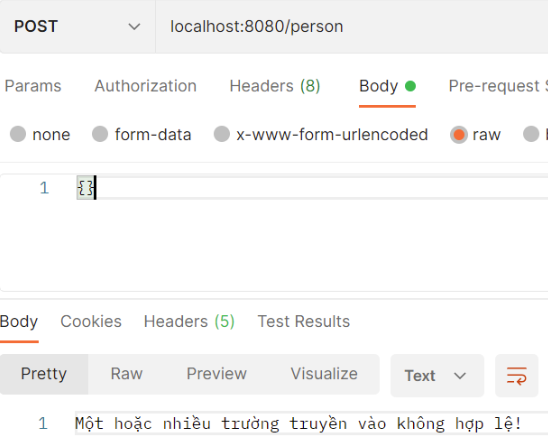 POST localhost:8080/person
Params Authorization Headers (8) Body Pre-request S
none form-data x-www-form-urlencoded raw b
1 {}
Body Cookies Headers (5) Test Results
Pretty Raw Preview Visualize Text
1 Một hoặc nhiều trường truyền vào không hợp lệ!